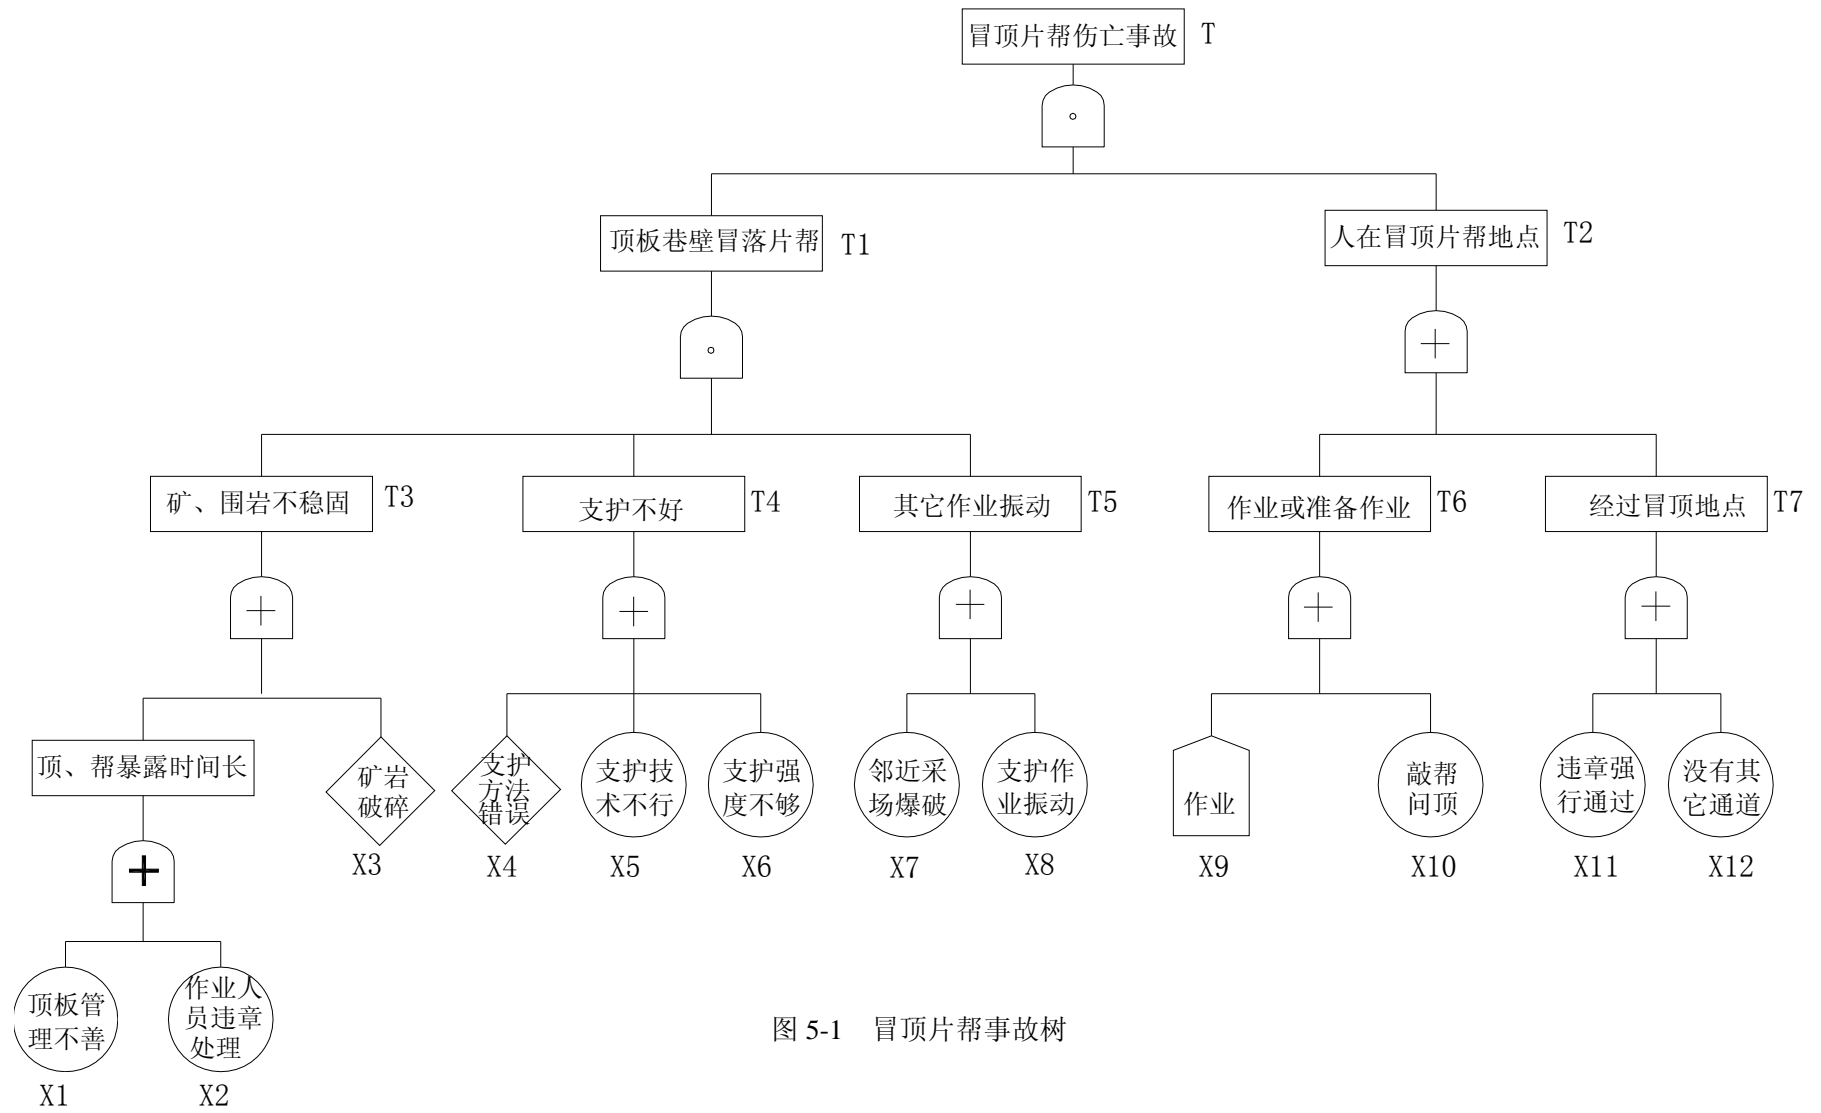 冒顶片帮伤亡事故 T
顶板巷壁冒落片帮 T1
人在冒顶片帮地点 T2
矿、围岩不稳固 T3
支护不好 T4
其它作业振动 T5
作业或准备作业 T6
经过冒顶地点 T7
顶、帮暴露时间长
矿岩
破碎
X3
支护
方法
错误
X4
支护技
术不行
X5
支护强
度不够
X6
邻近采
场爆破
X7
支护作
业振动
X8
作业
X9
敲帮
问顶
X10
违章强
行通过
X11
没有其
它通道
X12
顶板管
理不善
X1
作业人
员违章
处理
X2
图 5-1 冒顶片帮事故树